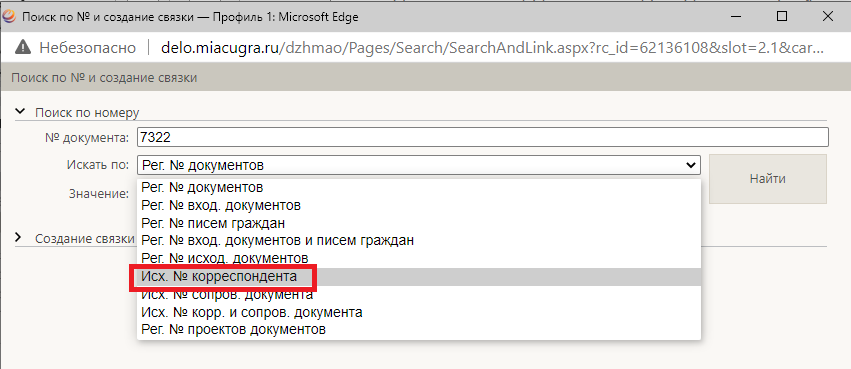 Поиск по № и создание связки — Профиль 1: Microsoft Edge
Небезопасно delo.miacugra.ru/dzhmao/Pages/Search/SearchAndLink.aspx?rc_id=62136108&slot=2.1&car...
Поиск по № и создание связки
Поиск по номеру
№ документа: 7322
Искать по: Рег. № документов
Найти
Значение:
Рег. № документов
Рег. № вход. документов
Рег. № писем граждан
Рег. № вход. документов и писем граждан
Рег. № исход. документов
Исх. № корреспондента
Исх. № сопров. документа
Исх. № корр. и сопров. документа
Рег. № проектов документов
Создание связки